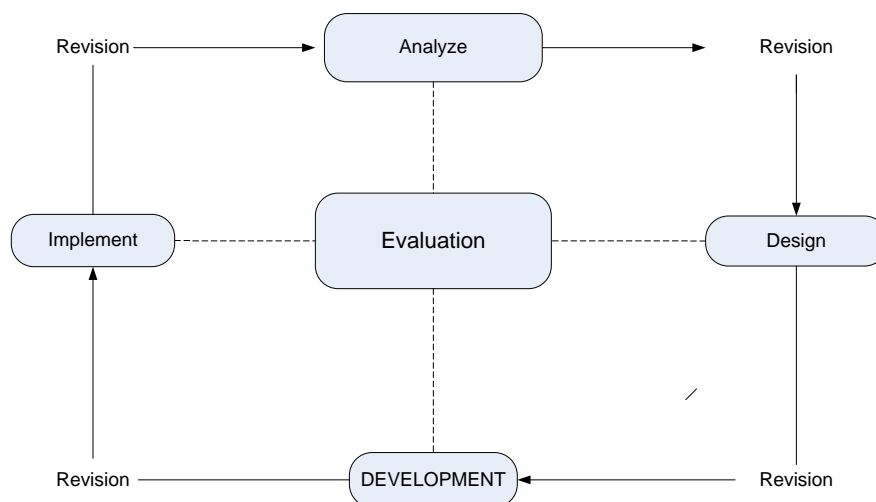 Revision
Analyze
Revision
Implement
Evaluation
Design
Revision
DEVELOPMENT
Revision